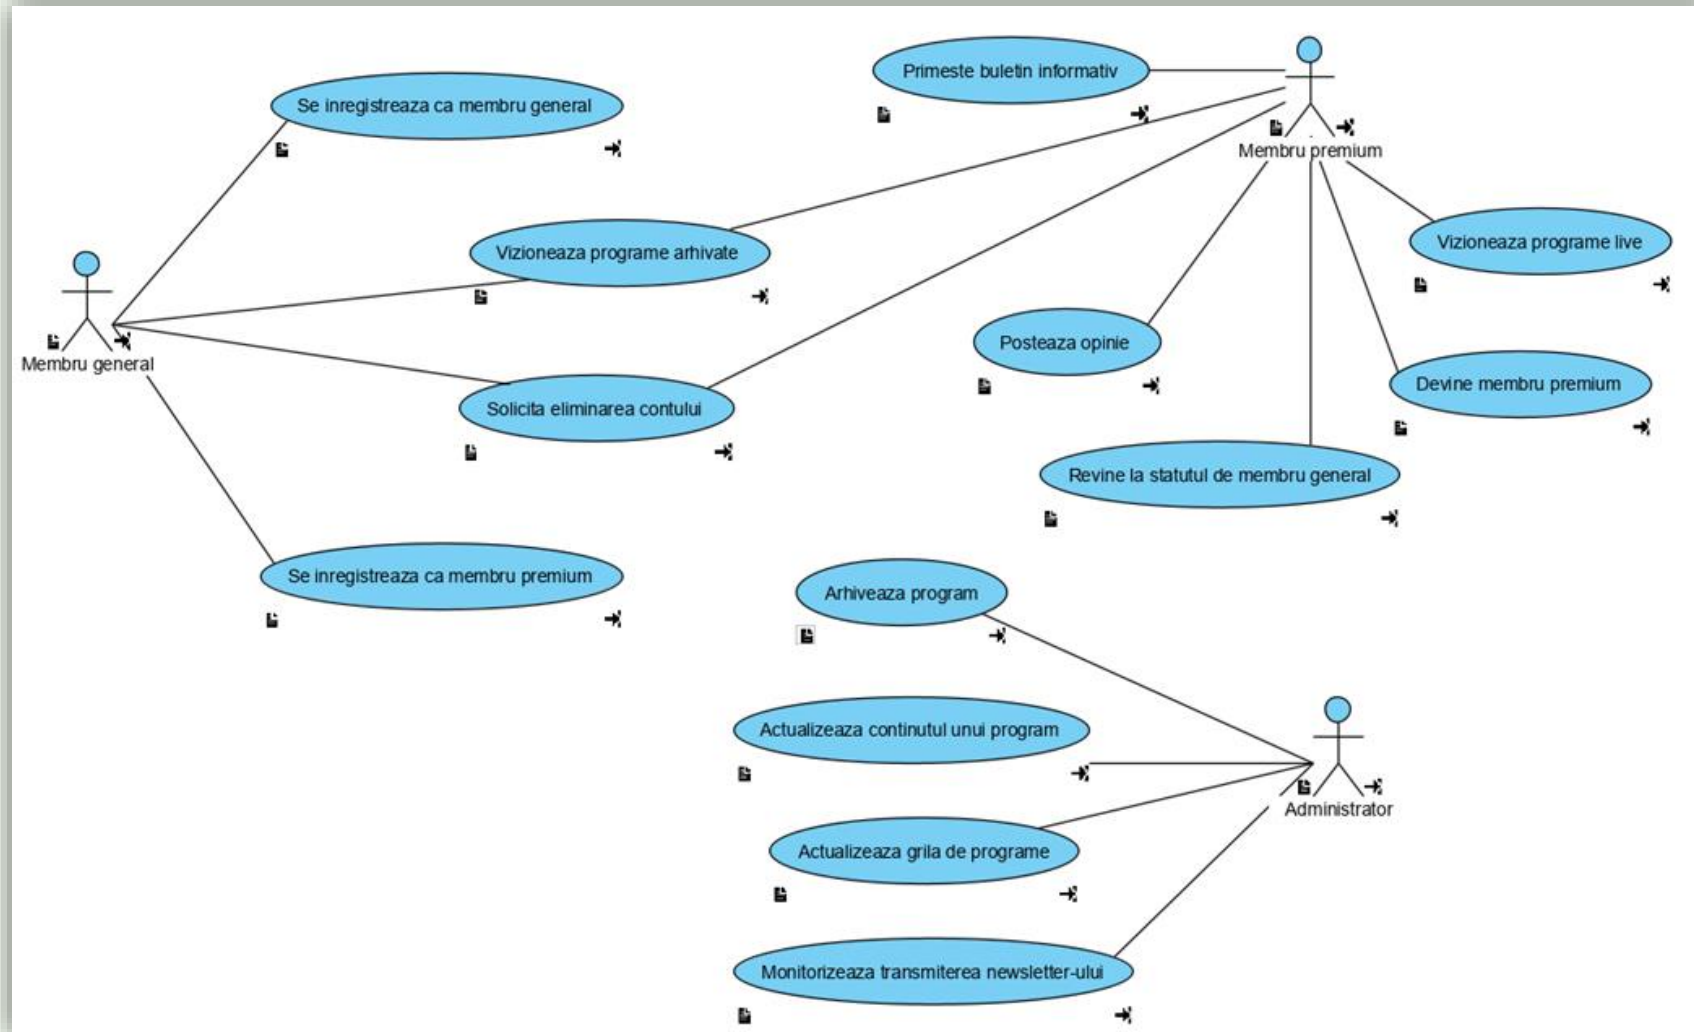 Primeste buletin informativ
Se inregistreaza ca membru general
Membru premium
Vizioneaza programe live
Vizioneaza programe arhivate
Posteaza opinie
Membru general
Devine membru premium
Solicita eliminarea contului
Revine la statutul de membru general
Se inregistreaza ca membru premium
Arhiveaza program
Actualizeaza continutul unui program
Administrator
Actualizeaza grila de programe
Monitorizeaza transmiterea newsletter-ului